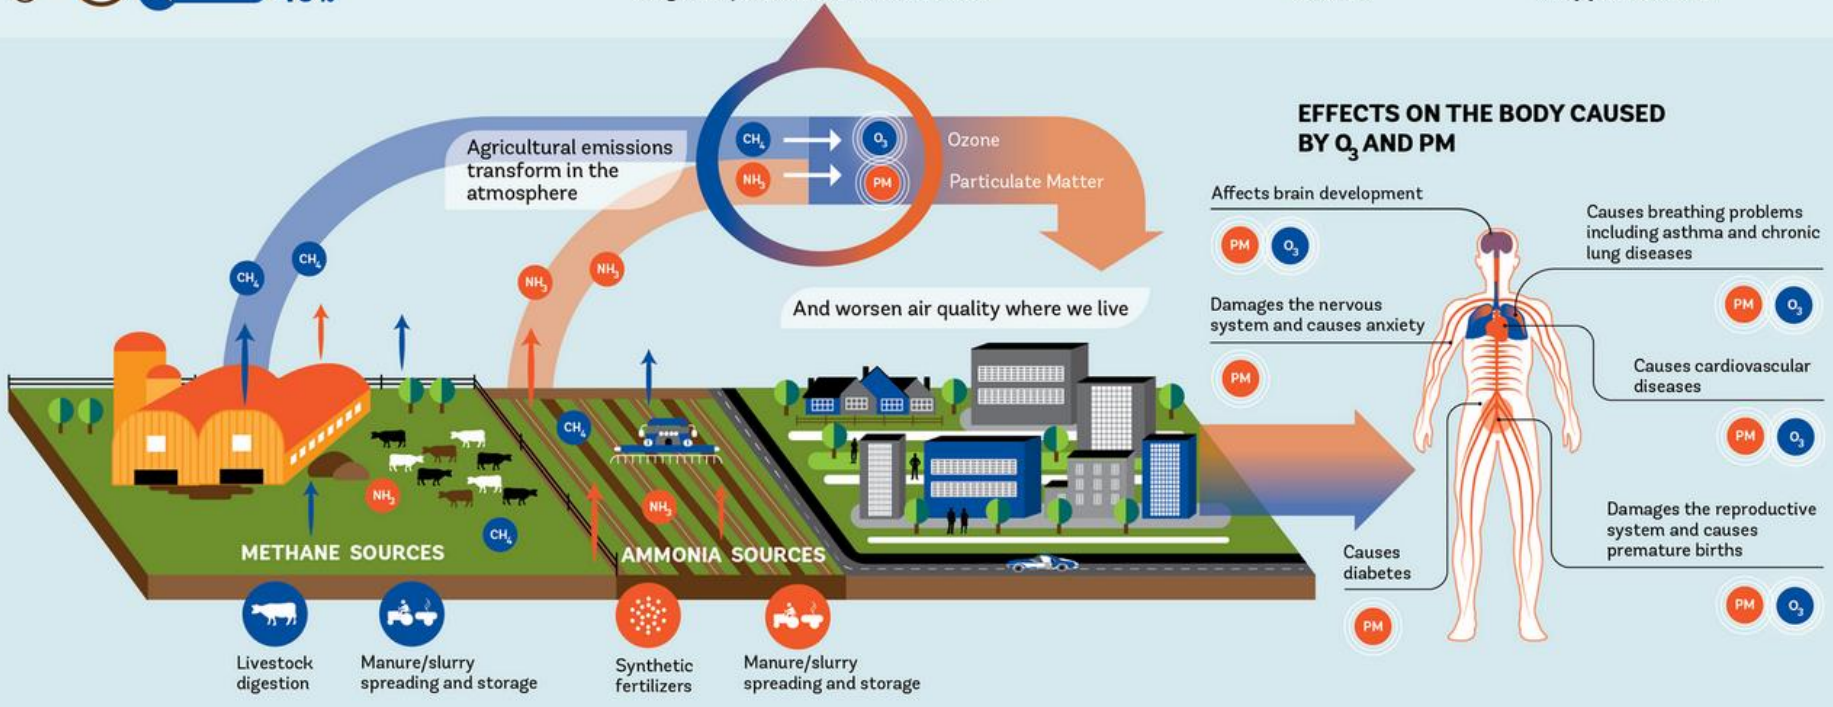 Agricultural emissions
transform in the
atmosphere
CH4
O3
Ozone
NH3
PM
Particulate Matter
CH4
CH4
NH3
NH3
And worsen air quality where we live
CH4
NH3
NH3
CH4
METHANE SOURCES
AMMONIA SOURCES
Livestock
digestion
Manure/slurry
spreading and storage
Synthetic
fertilizers
Manure/slurry
spreading and storage
EFFECTS ON THE BODY CAUSED
BY O3 AND PM
Affects brain development
PM
O3
Damages the nervous
system and causes anxiety
PM
Causes
diabetes
PM
Causes breathing problems
including asthma and chronic
lung diseases
PM
O3
Causes cardiovascular
diseases
PM
O3
Damages the reproductive
system and causes
premature births
PM
O3